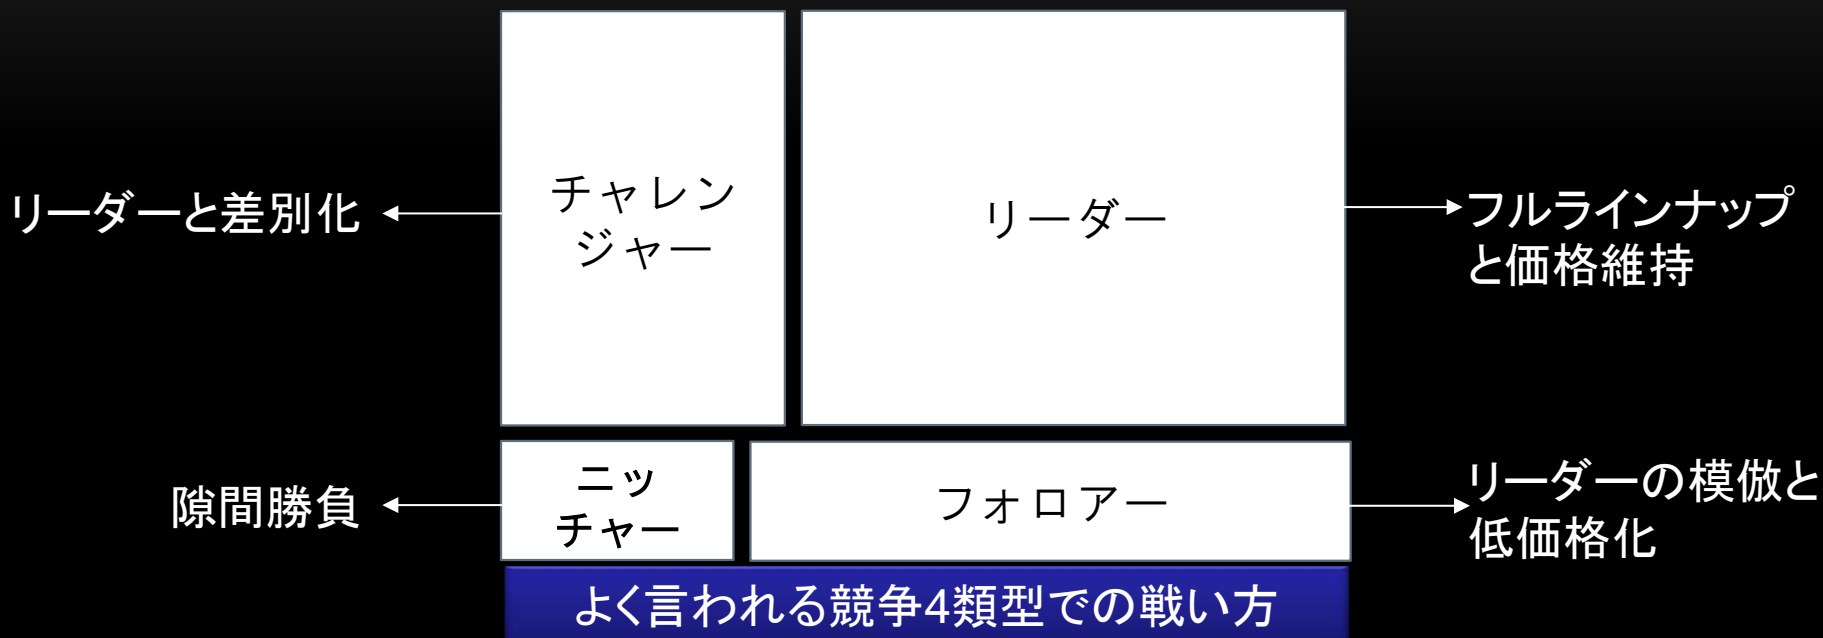 リーダーと差別化
チャレン
ジャー
リーダー
フルラインナップ
と価格維持
隙間勝負
ニッ
チャー
フォロアー
リーダーの模倣と
低価格化
よく言われる競争4類型での戦い方